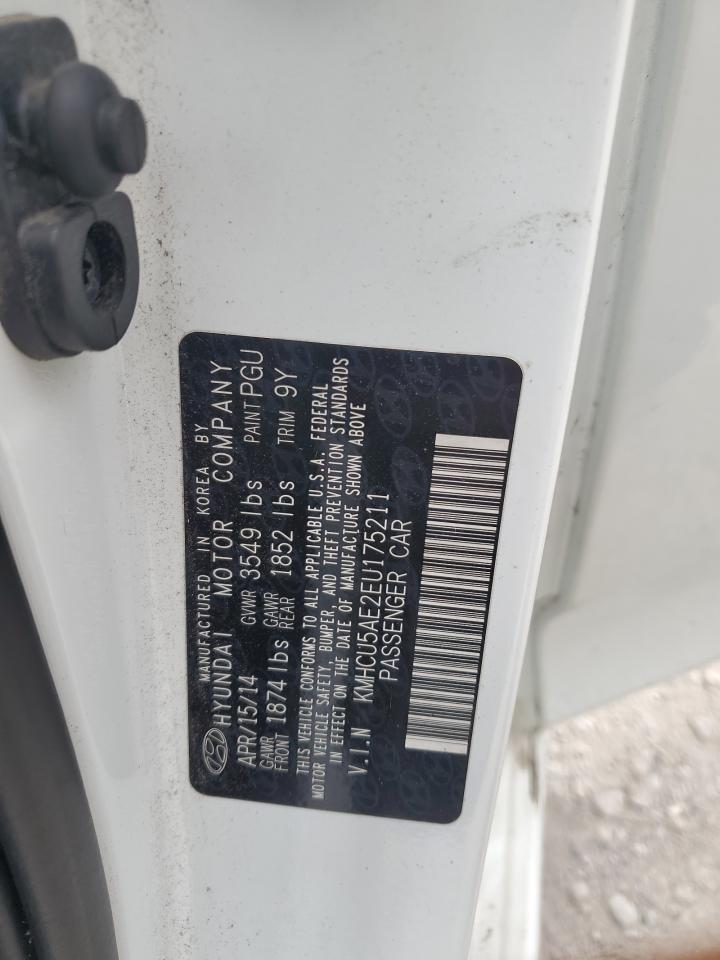 MANUFACTURED IN KOREA BY
HYUNDAI MOTOR COMPANY
APR/15/14 GVWR 3549 lbs PAINT PGU
GAWR FRONT 1874 lbs GAWR REAR 1852 lbs TRIM 9Y
THIS VEHICLE CONFORMS TO ALL APPLICABLE U.S.A. FEDERAL
MOTOR VEHICLE SAFETY, BUMPER, AND THEFT PREVENTION STANDARDS
IN EFFECT ON THE DATE OF MANUFACTURE SHOWN ABOVE
V.I.N KMHCU5AE2EU175211
PASSENGER CAR